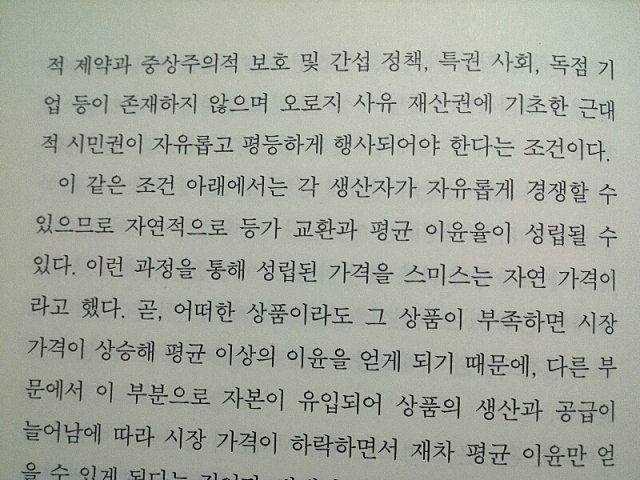 적 제약과 중상주의적 보호 및 간섭 정책, 특권 사회, 독점 기
업 등이 존재하지 않으며 오로지 사유 재산권에 기초한 근대
적 시민권이 자유롭고 평등하게 행사되어야 한다는 조건이다.
이 같은 조건 아래에서는 각 생산자가 자유롭게 경쟁할 수
있으므로 자연적으로 등가 교환과 평균 이윤율이 성립될 수
있다. 이런 과정을 통해 성립된 가격을 스미스는 자연 가격이
라고 했다. 곧, 어떠한 상품이라도 그 상품이 부족하면 시장
가격이 상승해 평균 이상의 이윤을 얻게 되기 때문에, 다른 부
문에서 이 부분으로 자본이 유입되어 상품의 생산과 공급이
늘어남에 따라 시장 가격이 하락하면서 재차 평균 이윤만 얻
을 수 있게 된다는 것이다.